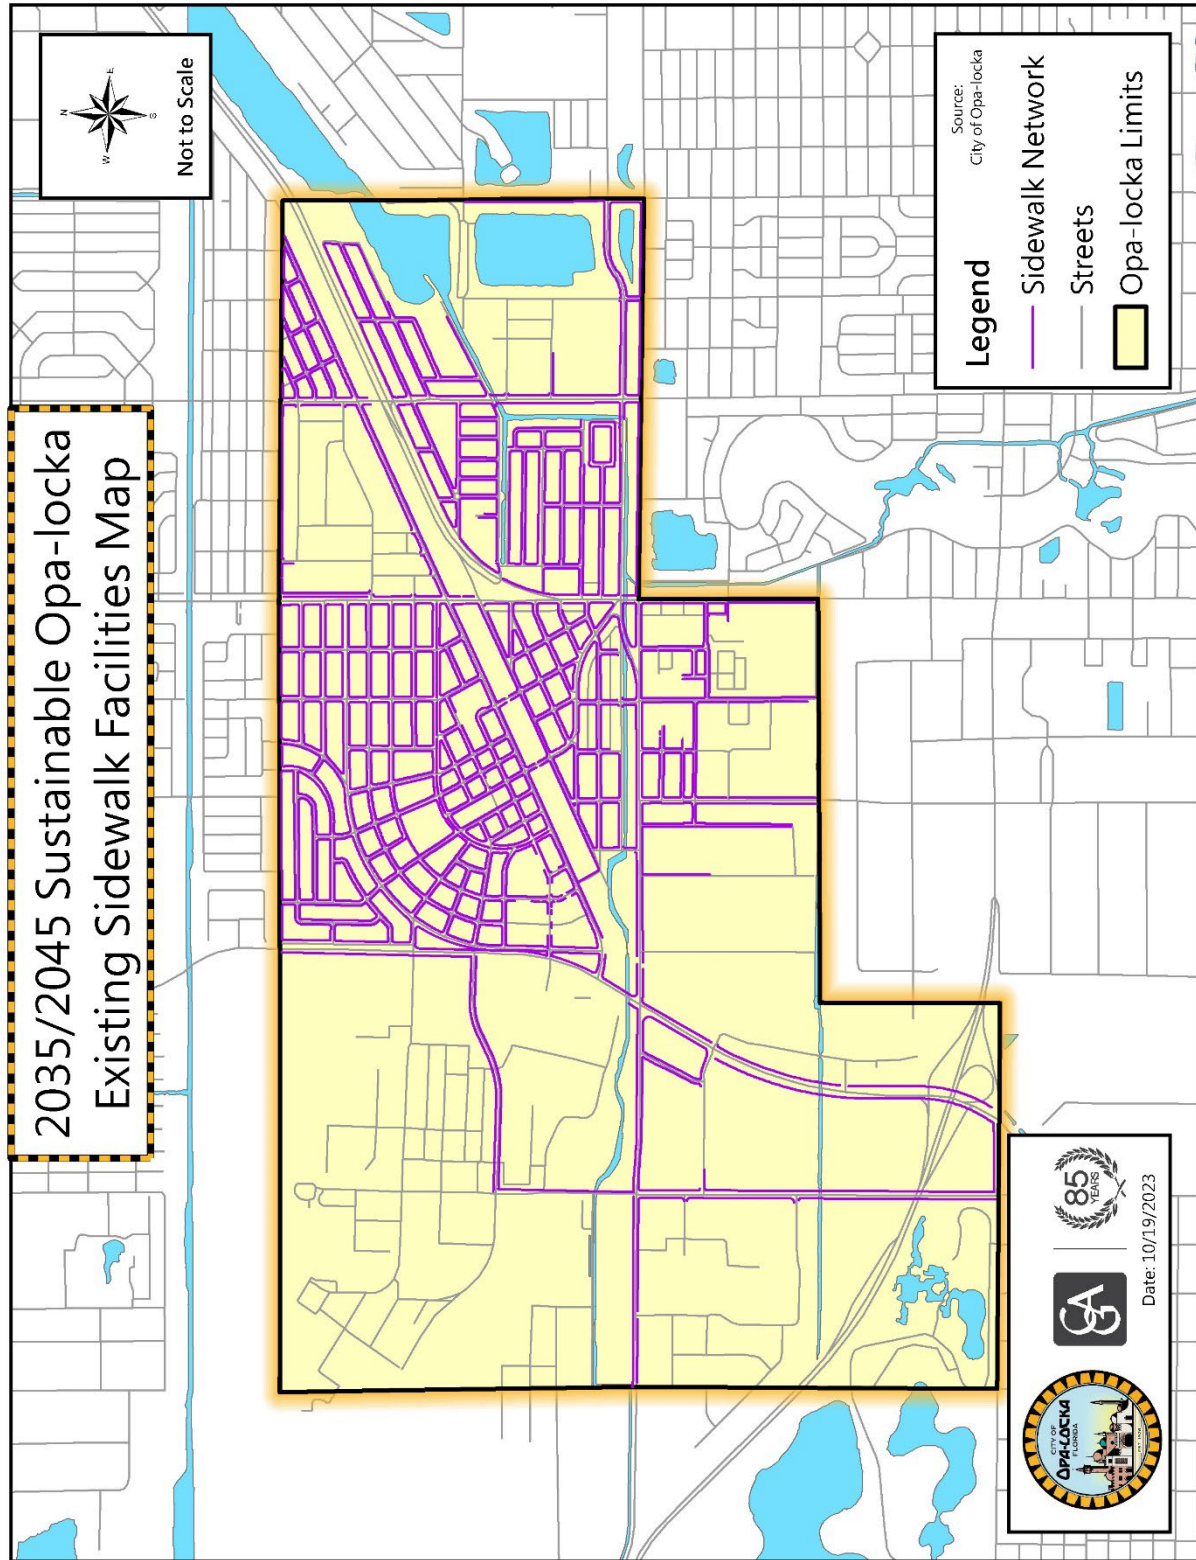 2035/2045 Sustainable Opa-locka
Existing Sidewalk Facilities Map
N
E
S
W
Not to Scale
Source:
City of Opa-locka
Legend
Sidewalk Network
Streets
Opa-locka Limits
CITY OF
OPA-LOCKA
FLORIDA
CGA
85
YEARS
Date: 10/19/2023